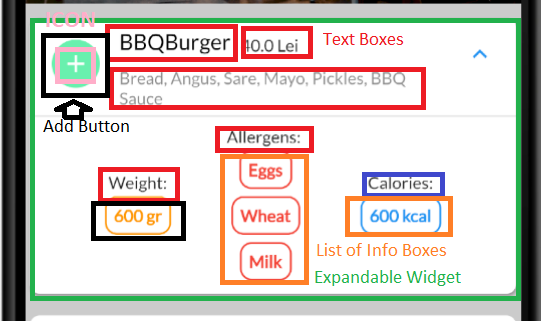 ICON
BBQBurger 40.0 Lei Text Boxes
Bread, Angus, Sare, Mayo, Pickles, BBQ
Sauce
Add Button
Allergens:
Eggs
Weight: Calories:
600 gr Wheat 600 kcal
List of Info Boxes
Milk
Expandable Widget